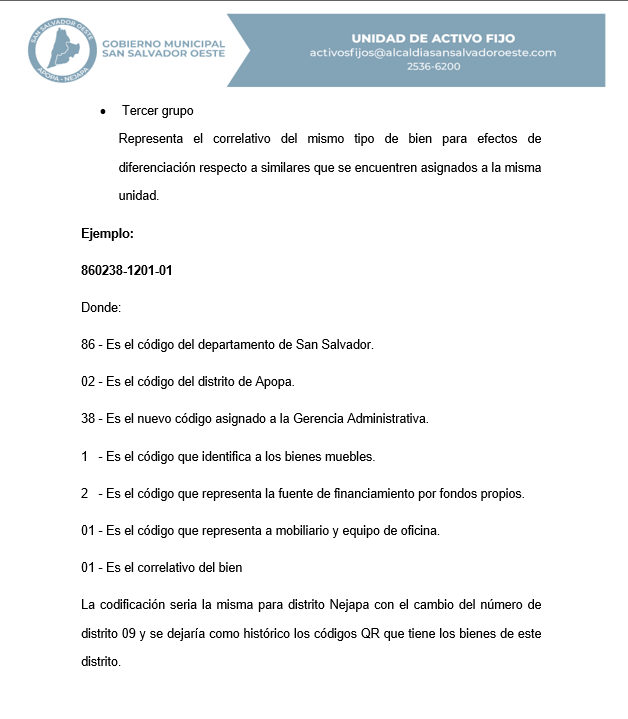 SAN SALVADOR OESTE
APOPA - NEJAPA
GOBIERNO MUNICIPAL
SAN SALVADOR OESTE
UNIDAD DE ACTIVO FIJO
activosfijos@alcaldiasansalvadoroeste.com
2536-6200
• Tercer grupo
Representa el correlativo del mismo tipo de bien para efectos de
diferenciación respecto a similares que se encuentren asignados a la misma
unidad.
Ejemplo:
860238-1201-01
Donde:
86 - Es el código del departamento de San Salvador.
02 - Es el código del distrito de Apopa.
38 - Es el nuevo código asignado a la Gerencia Administrativa.
1 - Es el código que identifica a los bienes muebles.
2 - Es el código que representa la fuente de financiamiento por fondos propios.
01 - Es el código que representa a mobiliario y equipo de oficina.
01 - Es el correlativo del bien
La codificación seria la misma para distrito Nejapa con el cambio del número de
distrito 09 y se dejaría como histórico los códigos QR que tiene los bienes de este
distrito.